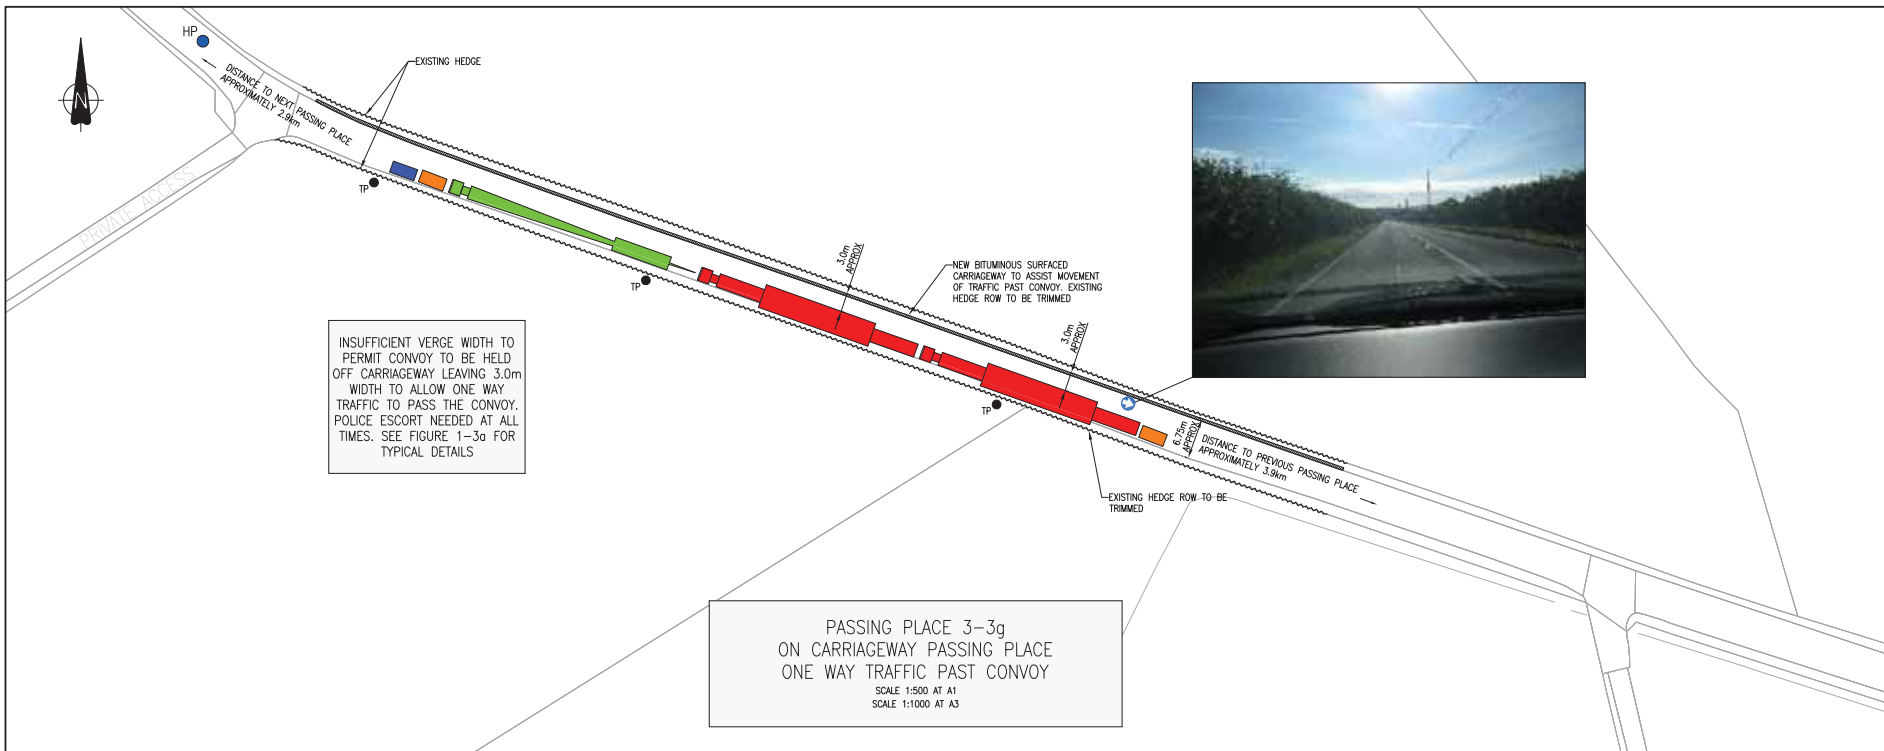 HP
N
DISTANCE TO NEXT PASSING PLACE
APPROXIMATELY 2.9km
EXISTING HEDGE
PRIVATE ACCESS
TP
TP
3.0m
APPROX
NEW BITUMINOUS SURFACED
CARRIAGEWAY TO ASSIST MOVEMENT
OF TRAFFIC PAST CONVOY. EXISTING
HEDGE ROW TO BE TRIMMED
3.0m
APPROX
TP
6.75m
APPROX
DISTANCE TO PREVIOUS PASSING PLACE
APPROXIMATELY 3.9km
EXISTING HEDGE ROW TO BE
TRIMMED
INSUFFICIENT VERGE WIDTH TO
PERMIT CONVOY TO BE HELD
OFF CARRIAGEWAY LEAVING 3.0m
WIDTH TO ALLOW ONE WAY
TRAFFIC TO PASS THE CONVOY.
POLICE ESCORT NEEDED AT ALL
TIMES. SEE FIGURE 1-3a FOR
TYPICAL DETAILS
PASSING PLACE 3-3g
ON CARRIAGEWAY PASSING PLACE
ONE WAY TRAFFIC PAST CONVOY
SCALE 1:500 AT A1
SCALE 1:1000 AT A3